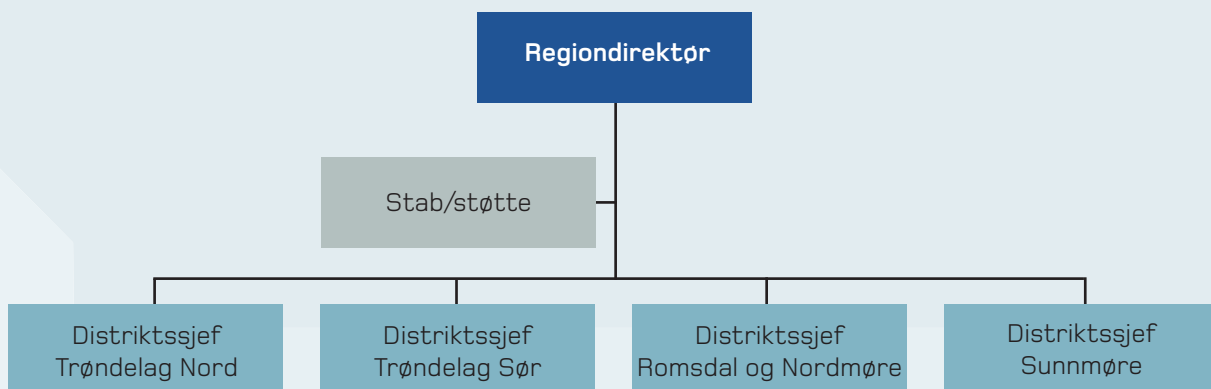 Regiondirektør
Stab/støtte
Distriktssjef
Trøndelag Nord
Distriktssjef
Trøndelag Sør
Distriktssjef
Romsdal og Nordmøre
Distriktssjef
Sunnmøre